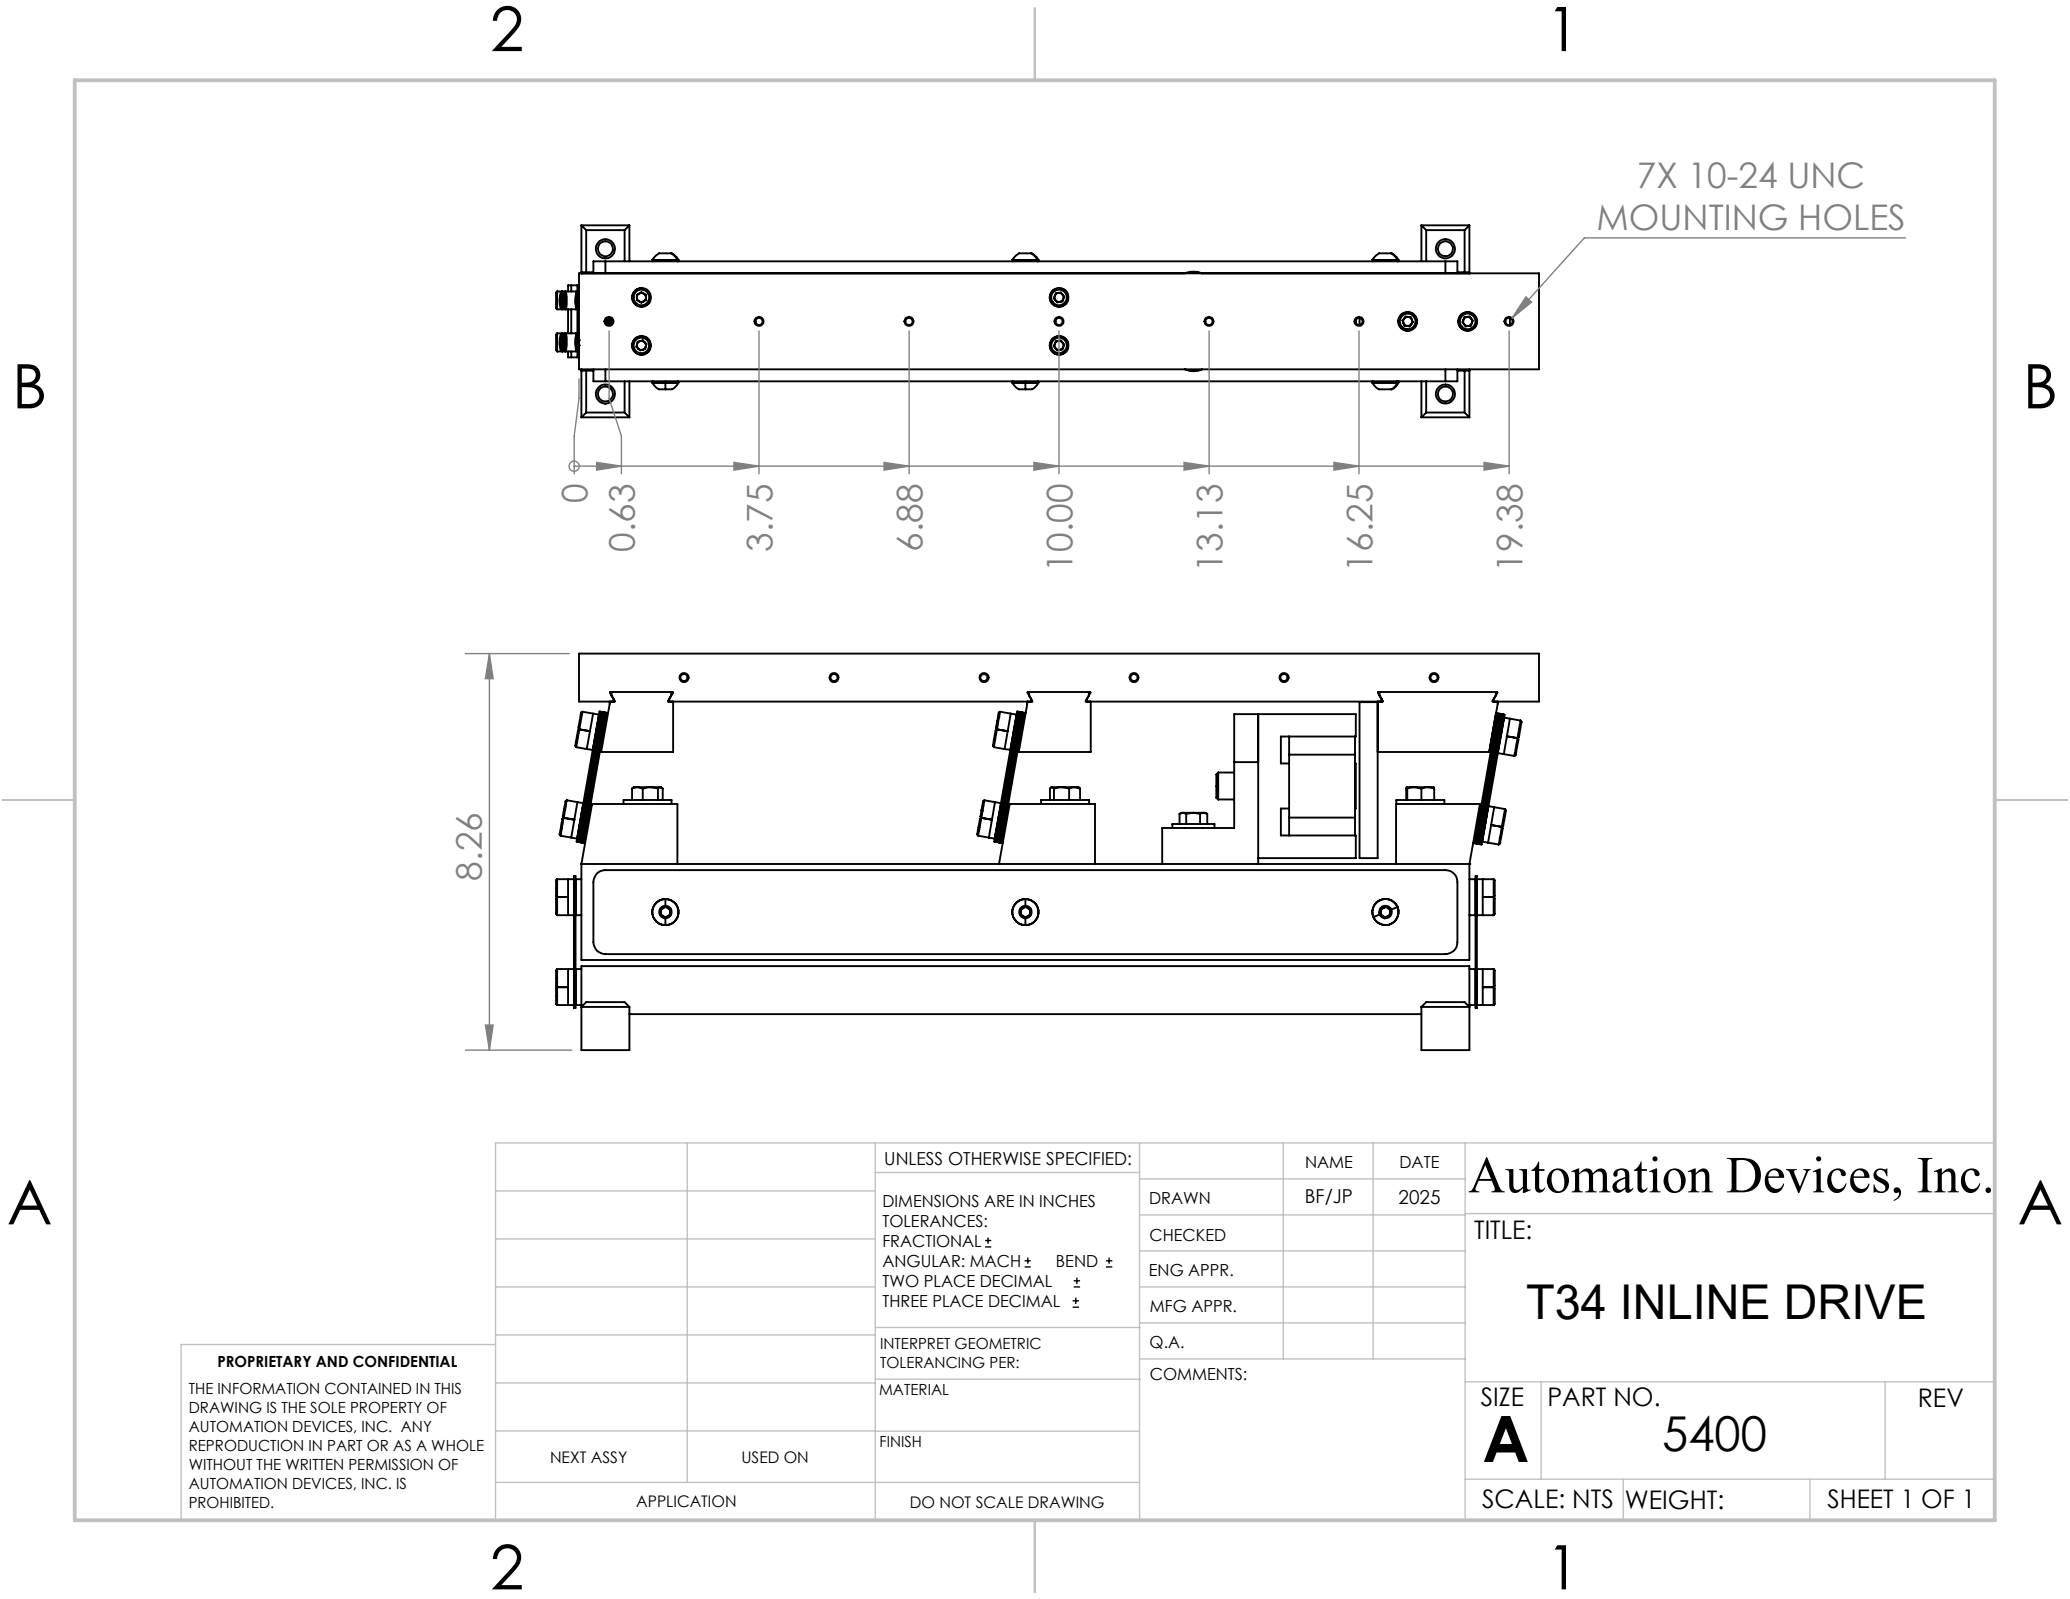 2
1
7X 10-24 UNC
MOUNTING HOLES
B
B
0
0.63
3.75
6.88
10.00
13.13
16.25
19.38
8.26
A
A
UNLESS OTHERWISE SPECIFIED:
DIMENSIONS ARE IN INCHES
TOLERANCES:
FRACTIONAL ±
ANGULAR: MACH ± BEND ±
TWO PLACE DECIMAL ±
THREE PLACE DECIMAL ±
INTERPRET GEOMETRIC
TOLERANCING PER:
MATERIAL
FINISH
DO NOT SCALE DRAWING
NAME
DATE
DRAWN
BF/JP
2025
CHECKED
ENG APPR.
MFG APPR.
Q.A.
COMMENTS:
Automation Devices, Inc.
TITLE:
T34 INLINE DRIVE
SIZE
A
PART NO.
5400
REV
SCALE: NTS
WEIGHT:
SHEET 1 OF 1
PROPRIETARY AND CONFIDENTIAL
THE INFORMATION CONTAINED IN THIS
DRAWING IS THE SOLE PROPERTY OF
AUTOMATION DEVICES, INC. ANY
REPRODUCTION IN PART OR AS A WHOLE
WITHOUT THE WRITTEN PERMISSION OF
AUTOMATION DEVICES, INC. IS
PROHIBITED.
NEXT ASSY
USED ON
APPLICATION
2
1